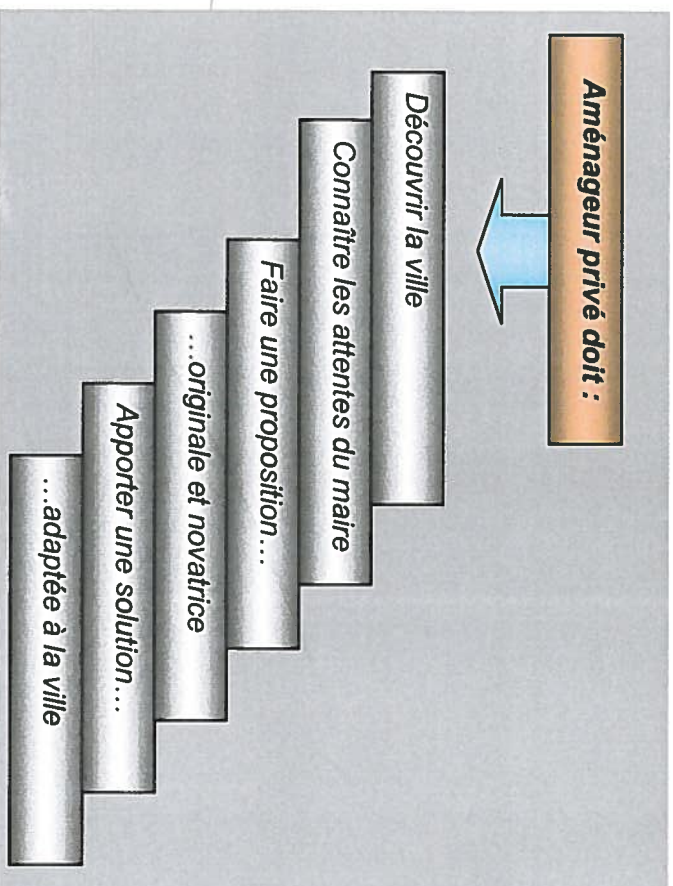 Aménageur privé doit :
Découvrir la ville
Connaître les attentes du maire
Faire une proposition…
…originale et novatrice
Apporter une solution…
…adaptée à la ville